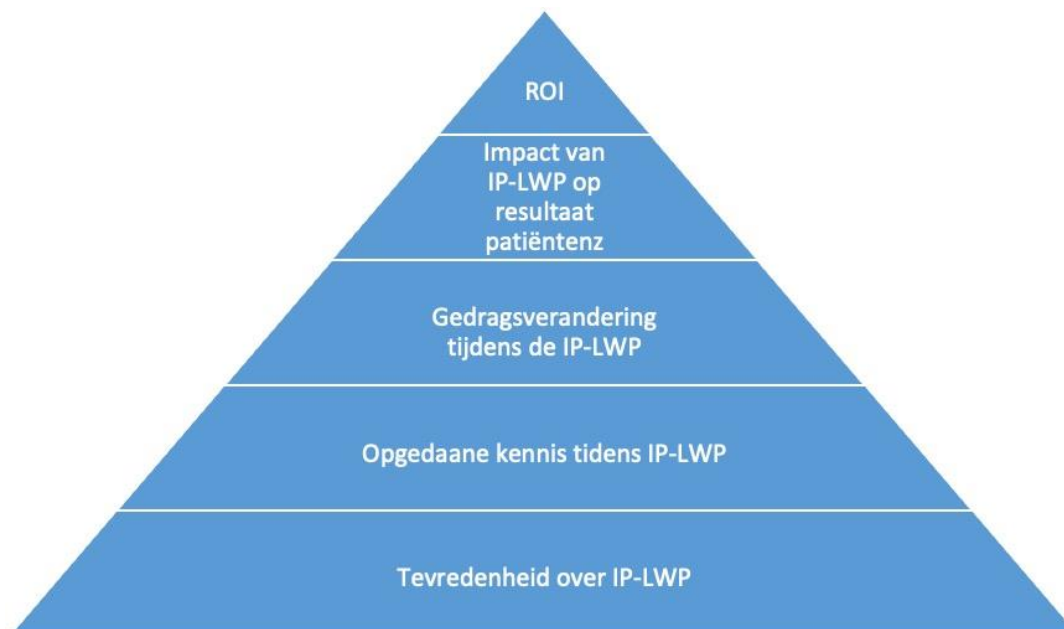 ROI
Impact van
IP-LWP op
resultaat
patiëntenz
Gedragsverandering
tijdens de IP-LWP
Opgedaane kennis tidens IP-LWP
Tevredenheid over IP-LWP